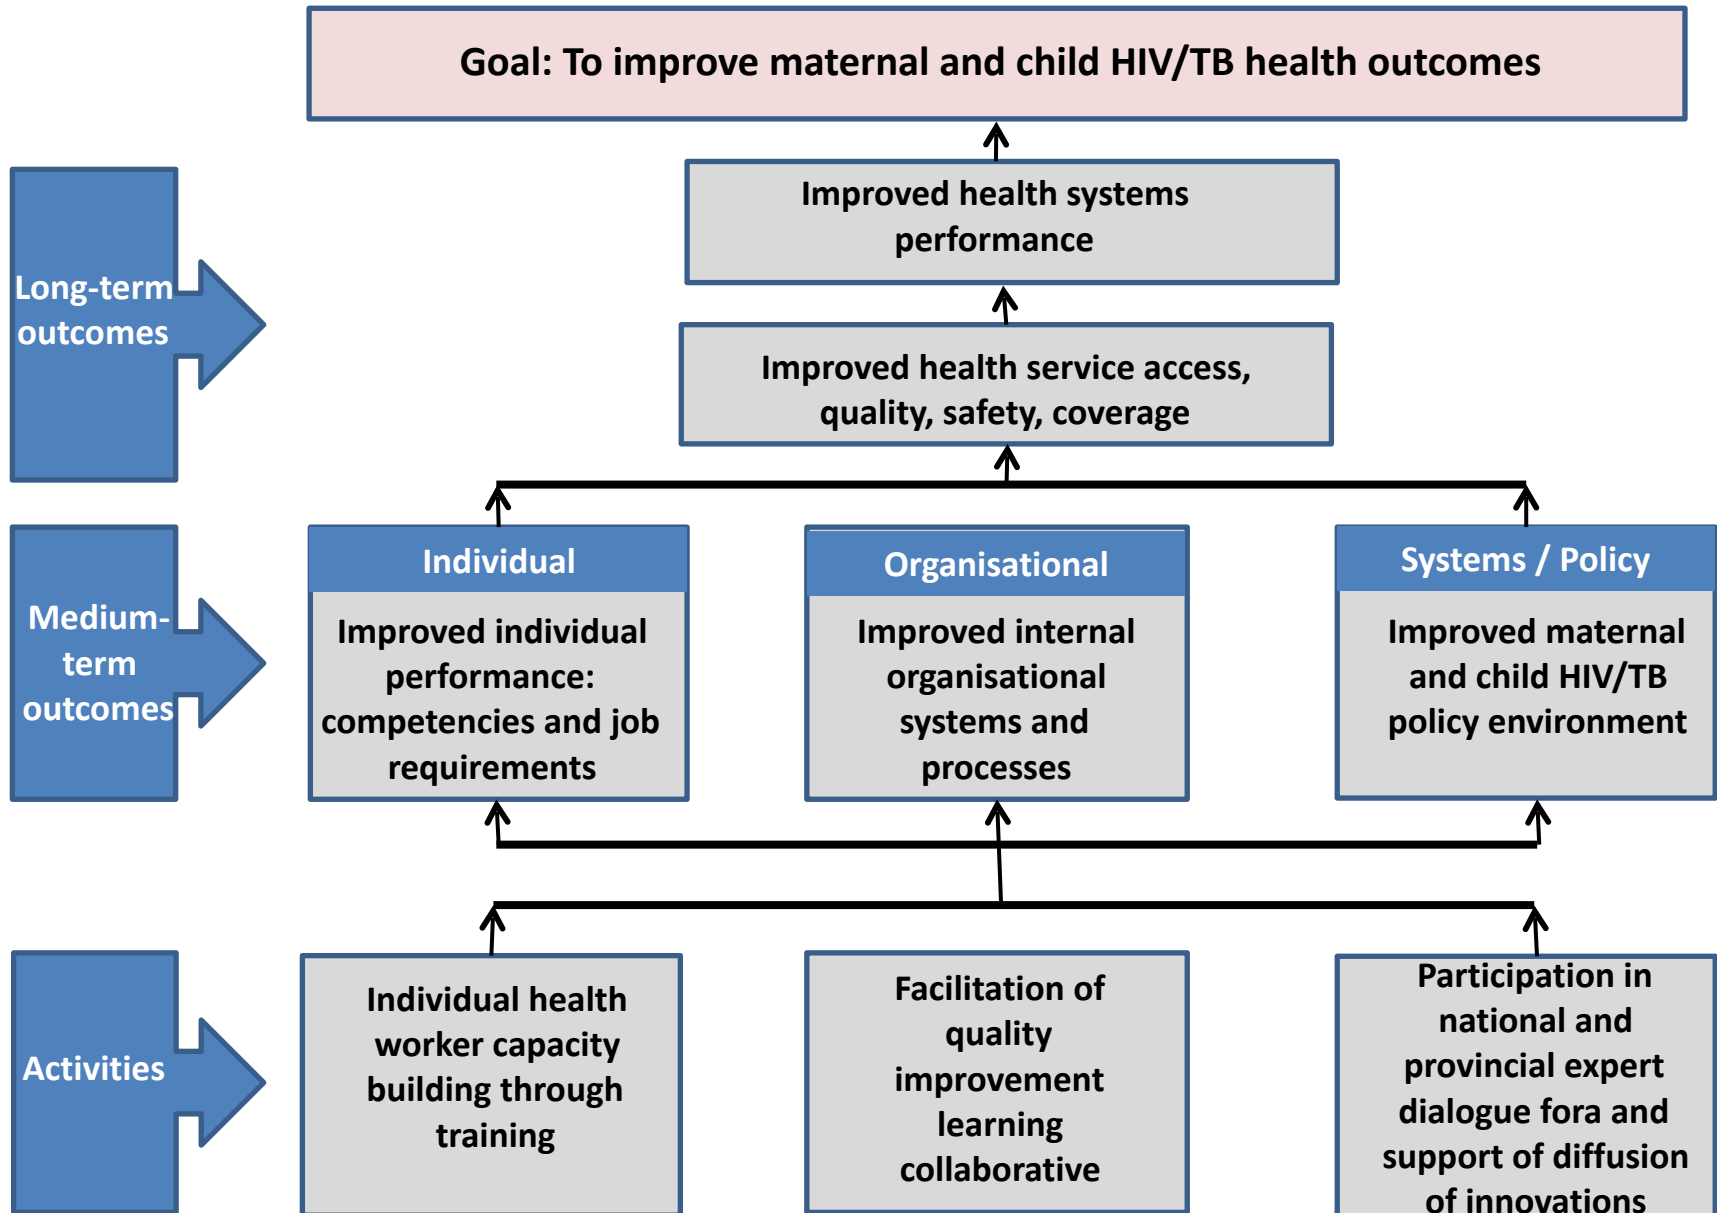 Goal: To improve maternal and child HIV/TB health outcomes
Long-term
outcomes
Improved health systems
performance
Improved health service access,
quality, safety, coverage
Medium-
term
outcomes
Individual
Improved individual
performance:
competencies and job
requirements
Organisational
Improved internal
organisational
systems and
processes
Systems / Policy
Improved maternal
and child HIV/TB
policy environment
Activities
Individual health
worker capacity
building through
training
Facilitation of
quality
improvement
learning
collaborative
Participation in
national and
provincial expert
dialogue fora and
support of diffusion
of innovations